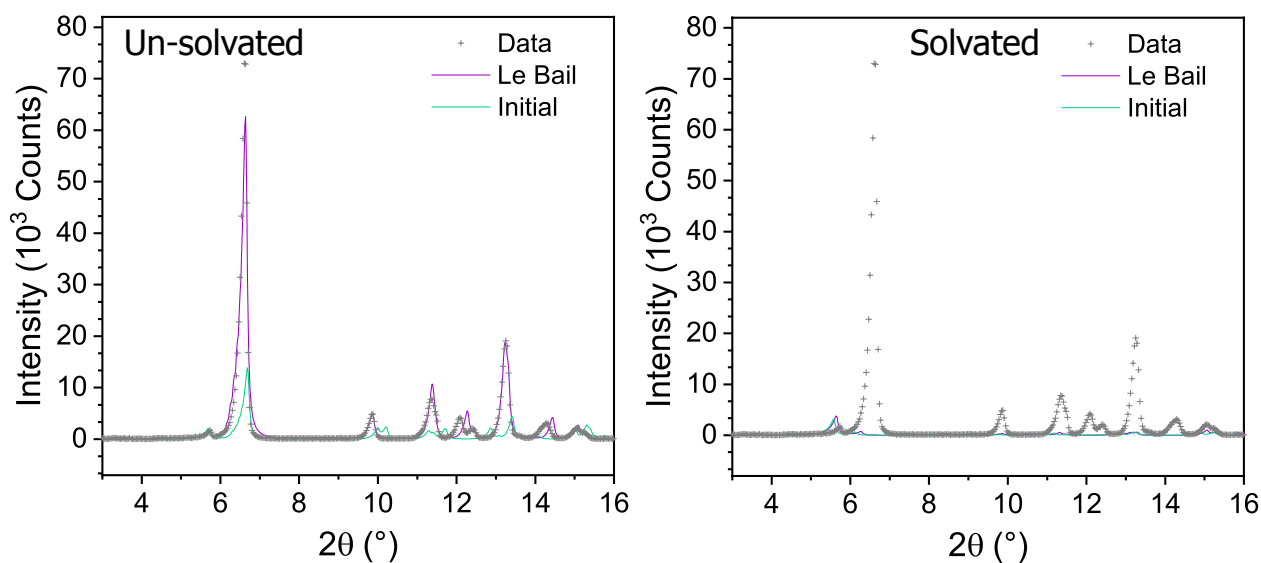 Un-solvated
Data
Le Bail
Initial
Intensity (10³ Counts)
80
70
60
50
40
30
20
10
0
4 6 8 10 12 14 16
2θ (°)
Solvated
Data
Le Bail
Initial
Intensity (10³ Counts)
80
70
60
50
40
30
20
10
0
4 6 8 10 12 14 16
2θ (°)